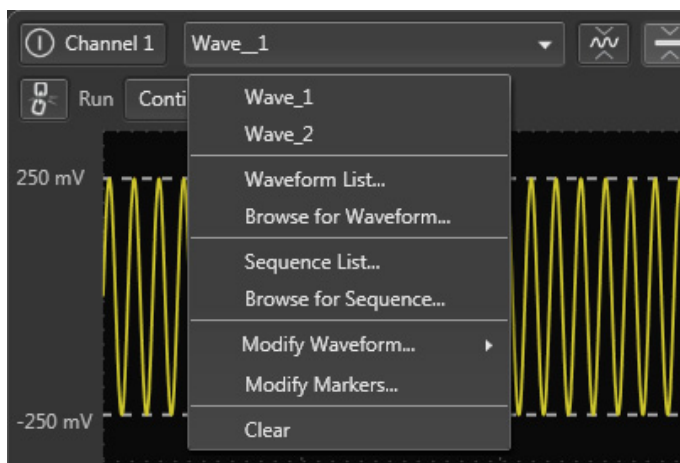 Channel 1
Wave_1
Run Conti
Wave_1
Wave_2
250 mV
Waveform List...
Browse for Waveform...
Sequence List...
Browse for Sequence...
Modify Waveform...
Modify Markers...
-250 mV
Clear